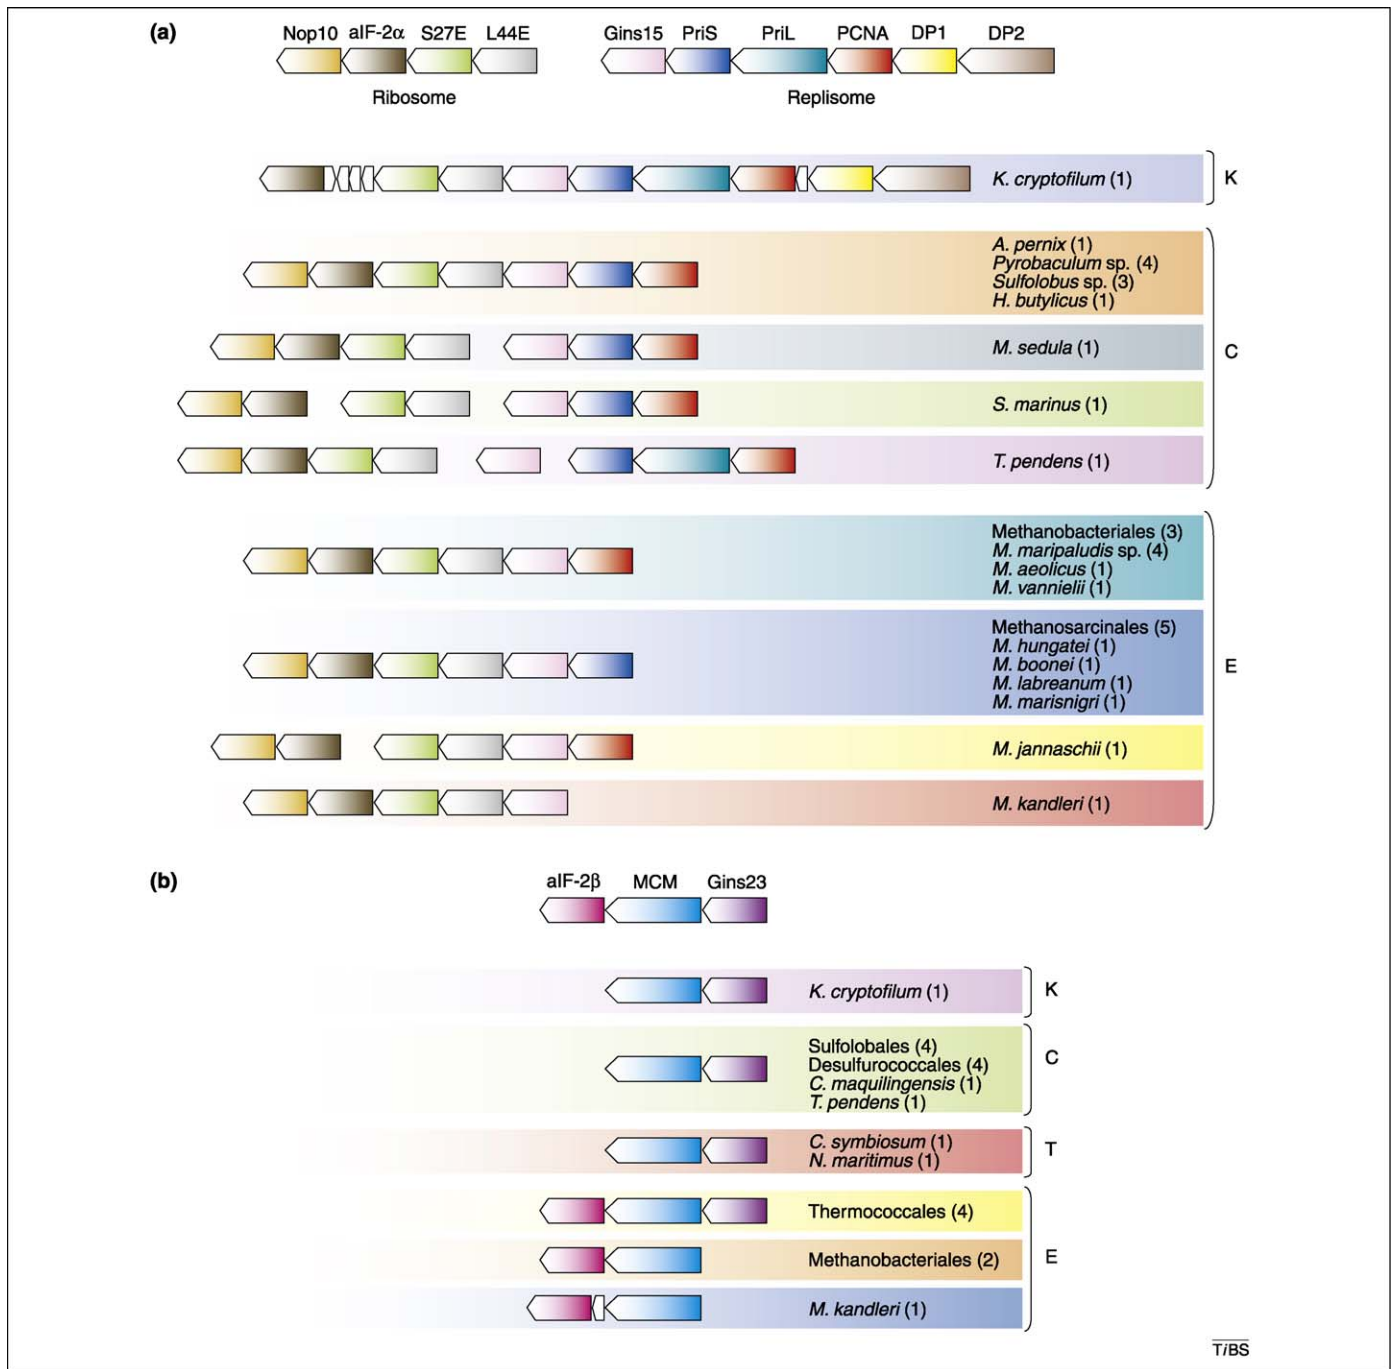 (a)
Nop10 aIF-2α S27E L44E Gins15 PriS PriL PCNA DP1 DP2
Ribosome Replisome
K. cryptofilum (1) K
A. pernix (1)
Pyrobaculum sp. (4)
Sulfolobus sp. (3)
H. butylicus (1)
M. sedula (1) C
S. marinus (1)
T. pendens (1)
Methanobacteriales (3)
M. maripaludis sp. (4)
M. aeolicus (1)
M. vannielii (1)
Methanosarcinales (5)
M. hungatei (1)
M. boonei (1) E
M. labreanum (1)
M. marisnigri (1)
M. jannaschii (1)
M. kandleri (1)
(b)
aIF-2β MCM Gins23
K. cryptofilum (1) K
Sulfolobales (4) C
Desulfurococcales (4)
C. maquilingensis (1)
T. pendens (1)
C. symbiosum (1) T
N. maritimus (1)
Thermococcales (4)
Methanobacteriales (2) E
M. kandleri (1)
TiBS